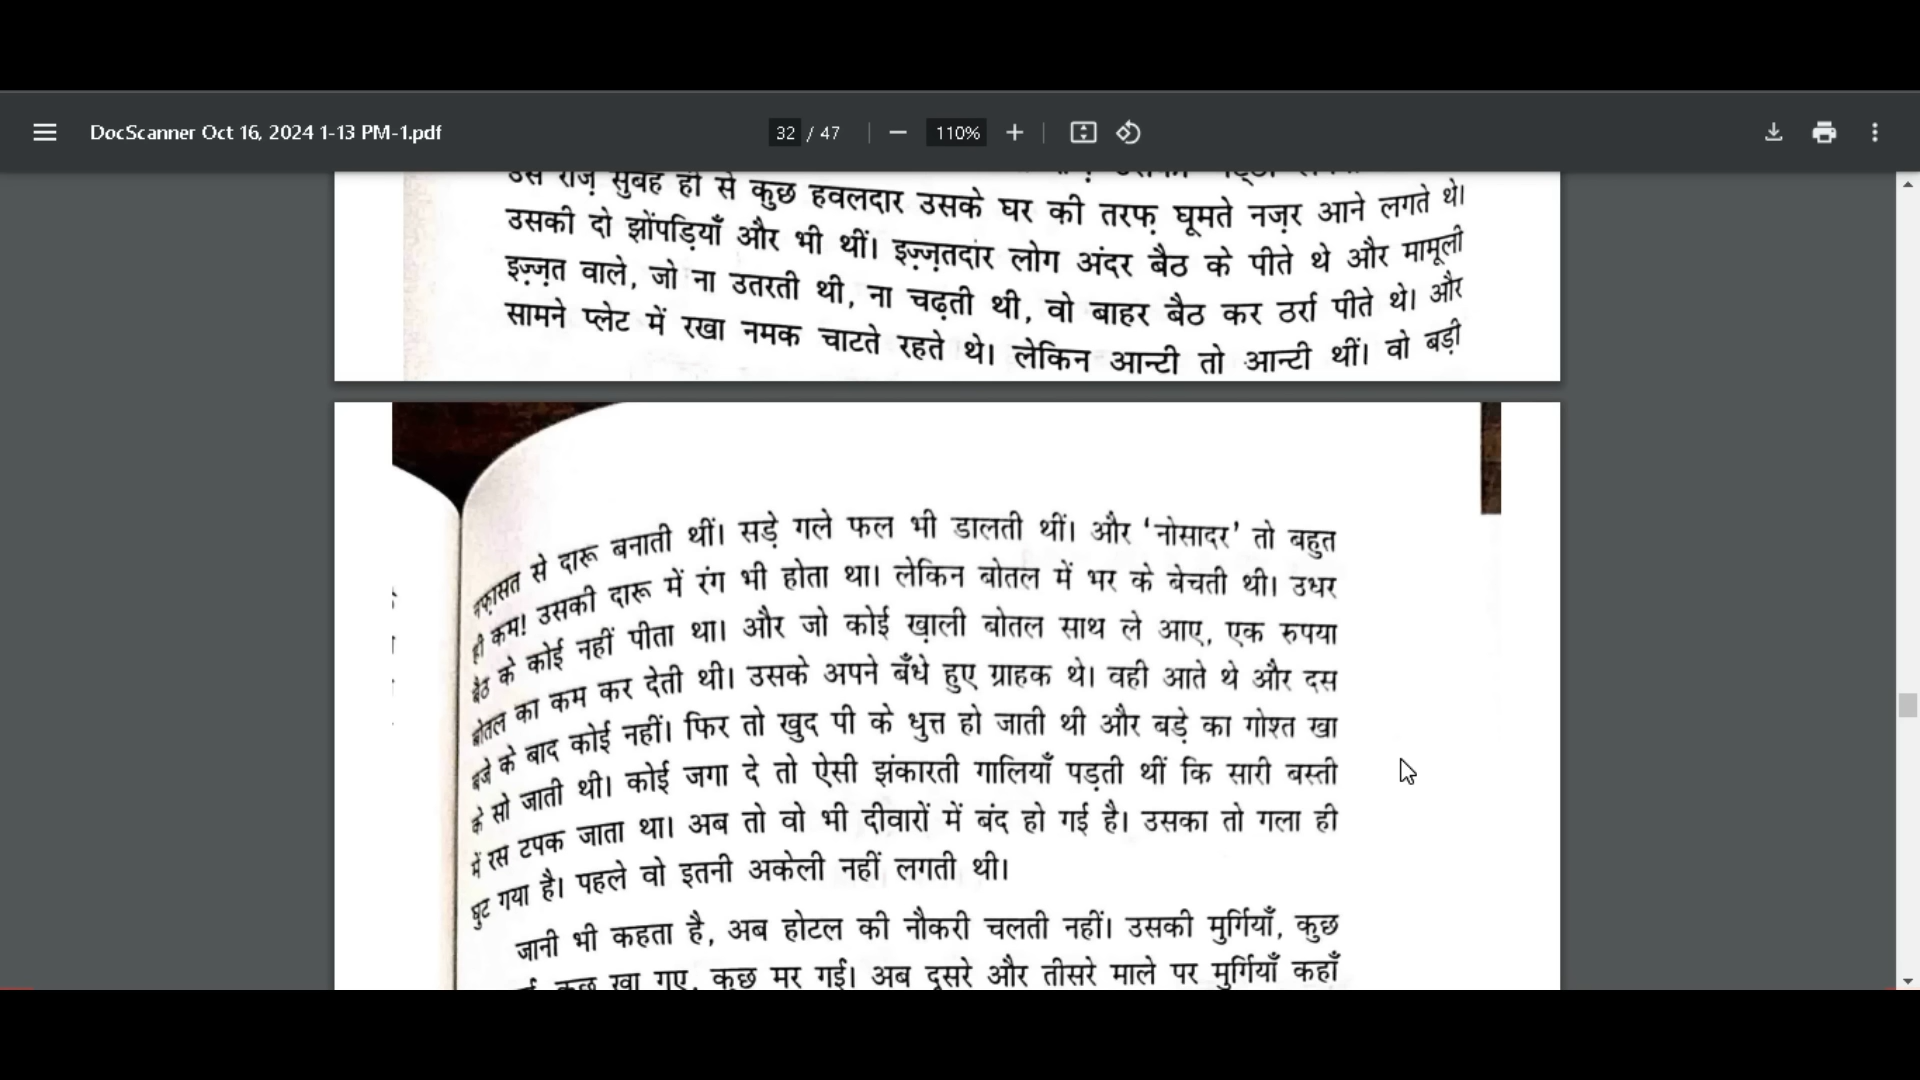 DocScanner Oct 16, 2024 1-13 PM-1.pdf
32 / 47
110%
उस रोज़ सुबह ही से कुछ हवलदार उसके घर की तरफ़ घूमते नज़र आने लगते थे।
उसकी दो झोंपड़ियाँ और भी थीं। इज़्ज़तदार लोग अंदर बैठ के पीते थे और मामूली
इज़्ज़त वाले, जो ना उतरती थी, ना चढ़ती थी, वो बाहर बैठ कर ठर्रा पीते थे। और
सामने प्लेट में रखा नमक चाटते रहते थे। लेकिन आन्टी तो आन्टी थीं। वो बड़ी
नफ़ासत से दारू बनाती थीं। सड़े गले फल भी डालती थीं। और ‘नोसादर’ तो बहुत
ही कम! उसकी दारू में रंग भी होता था। लेकिन बोतल में भर के बेचती थी। उधर
बैठ के कोई नहीं पीता था। और जो कोई ख़ाली बोतल साथ ले आए, एक रुपया
बोतल का कम कर देती थी। उसके अपने बँधे हुए ग्राहक थे। वही आते थे और दस
बजे के बाद कोई नहीं। फिर तो खुद पी के धुत्त हो जाती थी और बड़े का गोश्त खा
के सो जाती थी। कोई जगा दे तो ऐसी झंकारती गालियाँ पड़ती थीं कि सारी बस्ती
में रस टपक जाता था। अब तो वो भी दीवारों में बंद हो गई है। उसका तो गला ही
घुट गया है। पहले वो इतनी अकेली नहीं लगती थी।
जानी भी कहता है, अब होटल की नौकरी चलती नहीं। उसकी मुर्गियाँ, कुछ
कुछ खा गए, कुछ मर गई। अब दूसरे और तीसरे माले पर मुर्गियाँ कहाँ